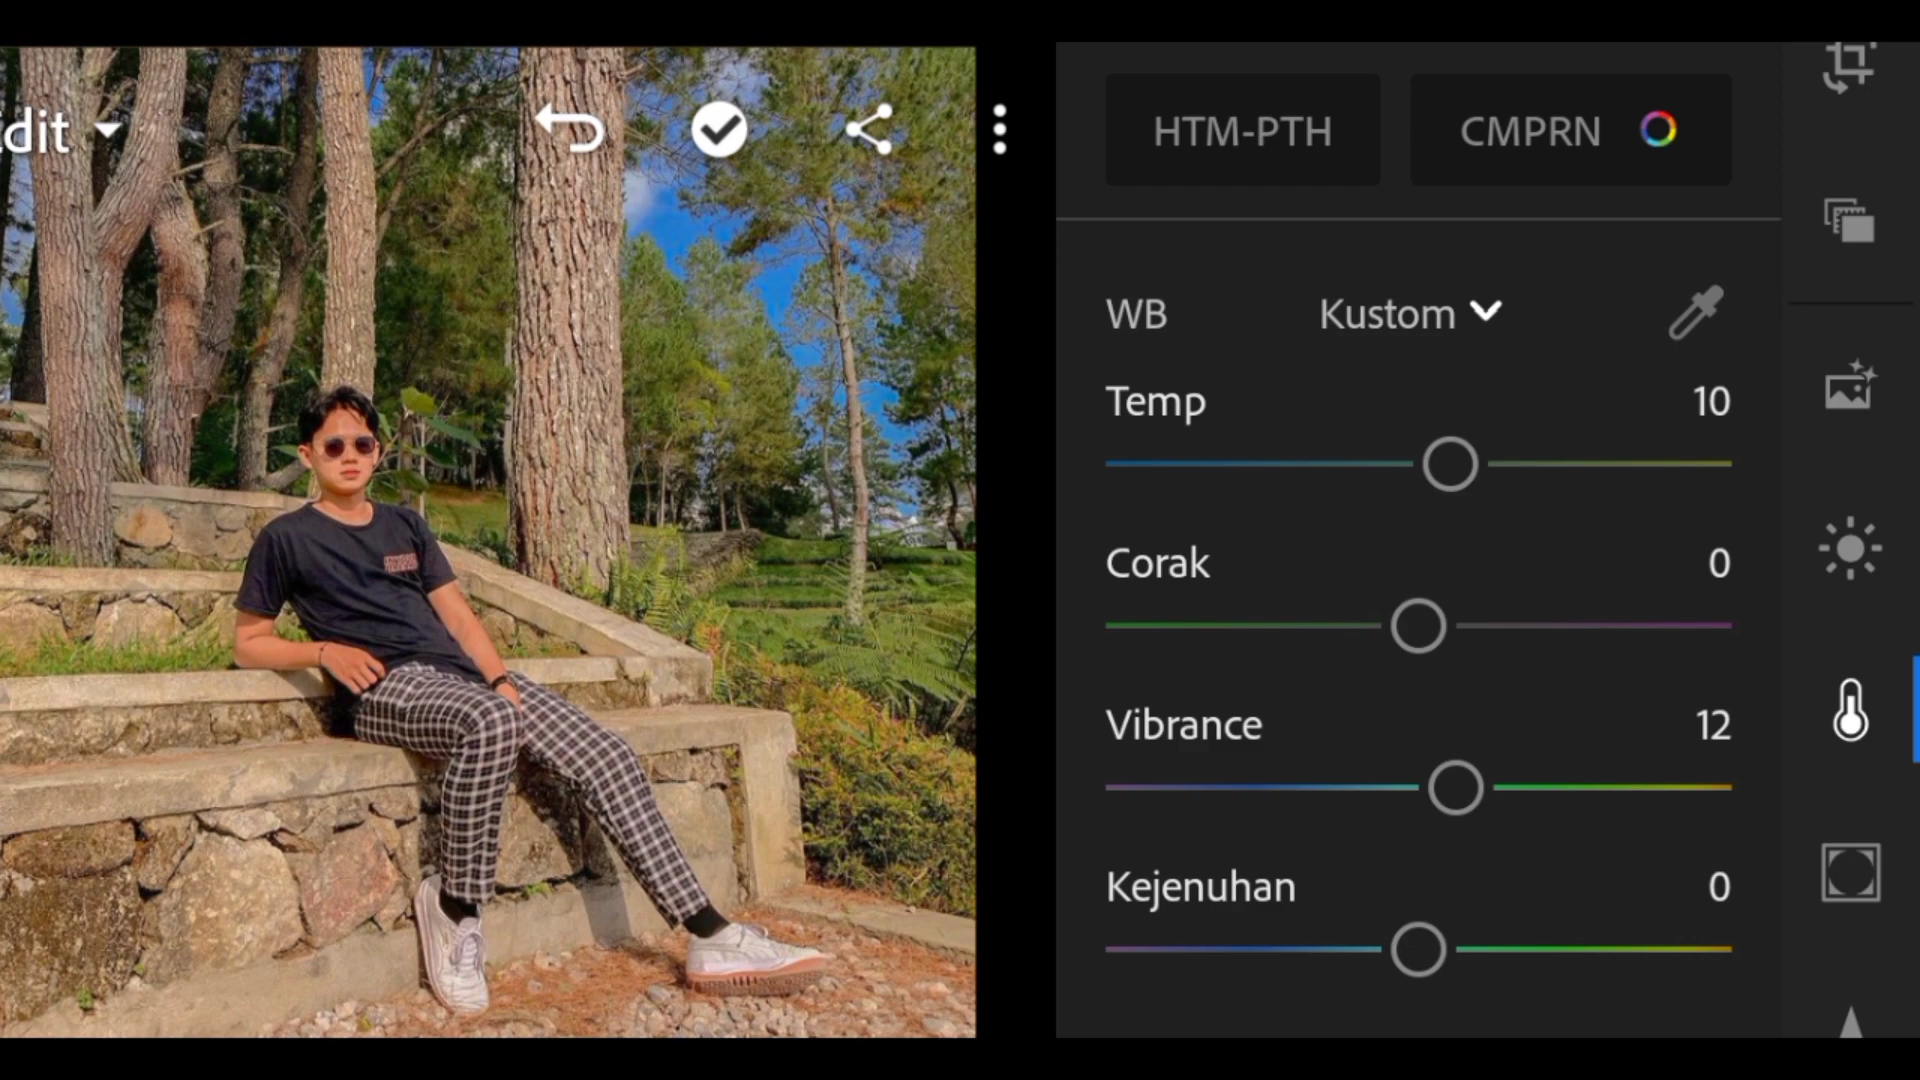 dit
HTM-PTH
CMPRN
WB
Kustom
Temp
10
Corak
0
Vibrance
12
Kejenuhan
0